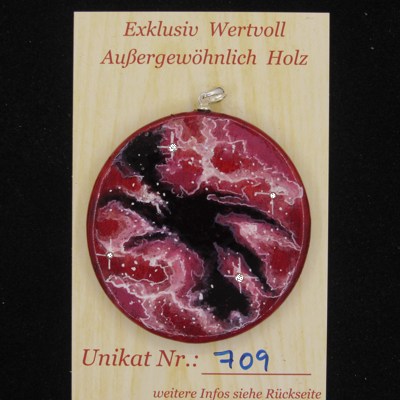 Exklusiv Wertvoll
Außergewöhnlich Holz
Unikat Nr.: 709
weitere Infos siehe Rückseite